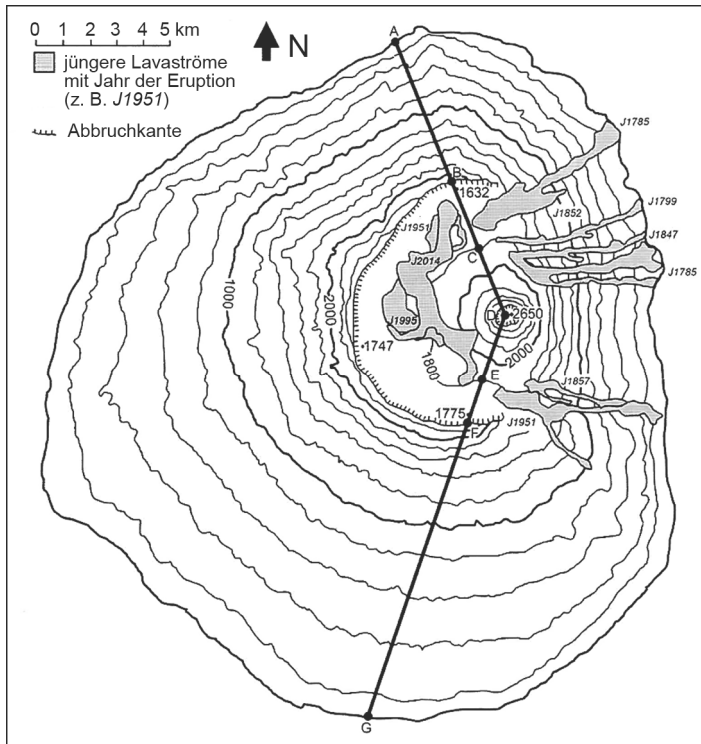 0 1 2 3 4 5 km
N
jüngere Lavaströme
mit Jahr der Eruption
(z. B. J1951)
Abbruchkante
A
J1785
B
1632
J1852
J1799
J1951
J1847
C
J2014
J1785
1000
2000
D
2650
J1995
1747
2000
1800
E
J1857
1775
F
J1951
G